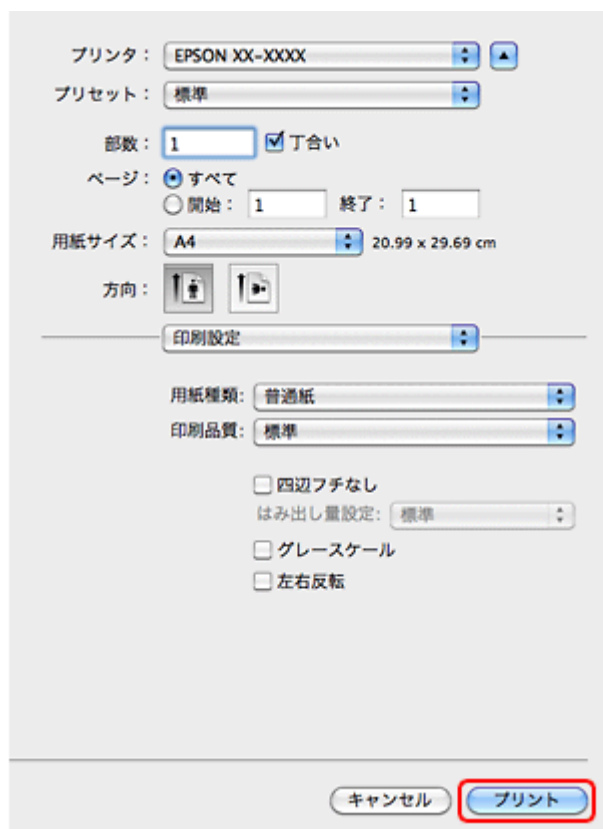 プリンタ： EPSON XX-XXXX
プリセット： 標準
部数： 1 丁合い
ページ： すべて
開始： 1 終了： 1
用紙サイズ： A4 20.99 x 29.69 cm
方向：
印刷設定
用紙種類: 普通紙
印刷品質: 標準
四辺フチなし
はみ出し量設定: 標準
グレースケール
左右反転
キャンセル プリント